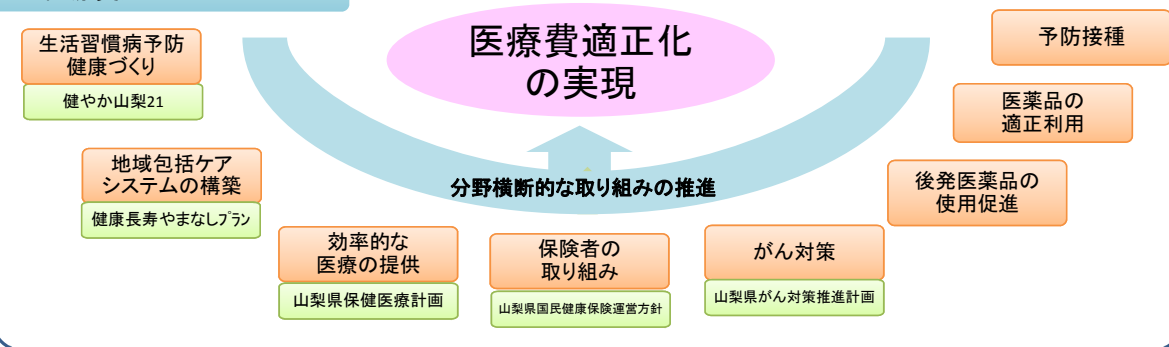 医療費適正化
の実現
生活習慣病予防
健康づくり
健やか山梨21
地域包括ケア
システムの構築
健康長寿やまなしプラン
効率的な
医療の提供
山梨県保健医療計画
保険者の
取り組み
山梨県国民健康保険運営方針
がん対策
山梨県がん対策推進計画
後発医薬品の
使用促進
医薬品の
適正利用
予防接種
分野横断的な取り組みの推進